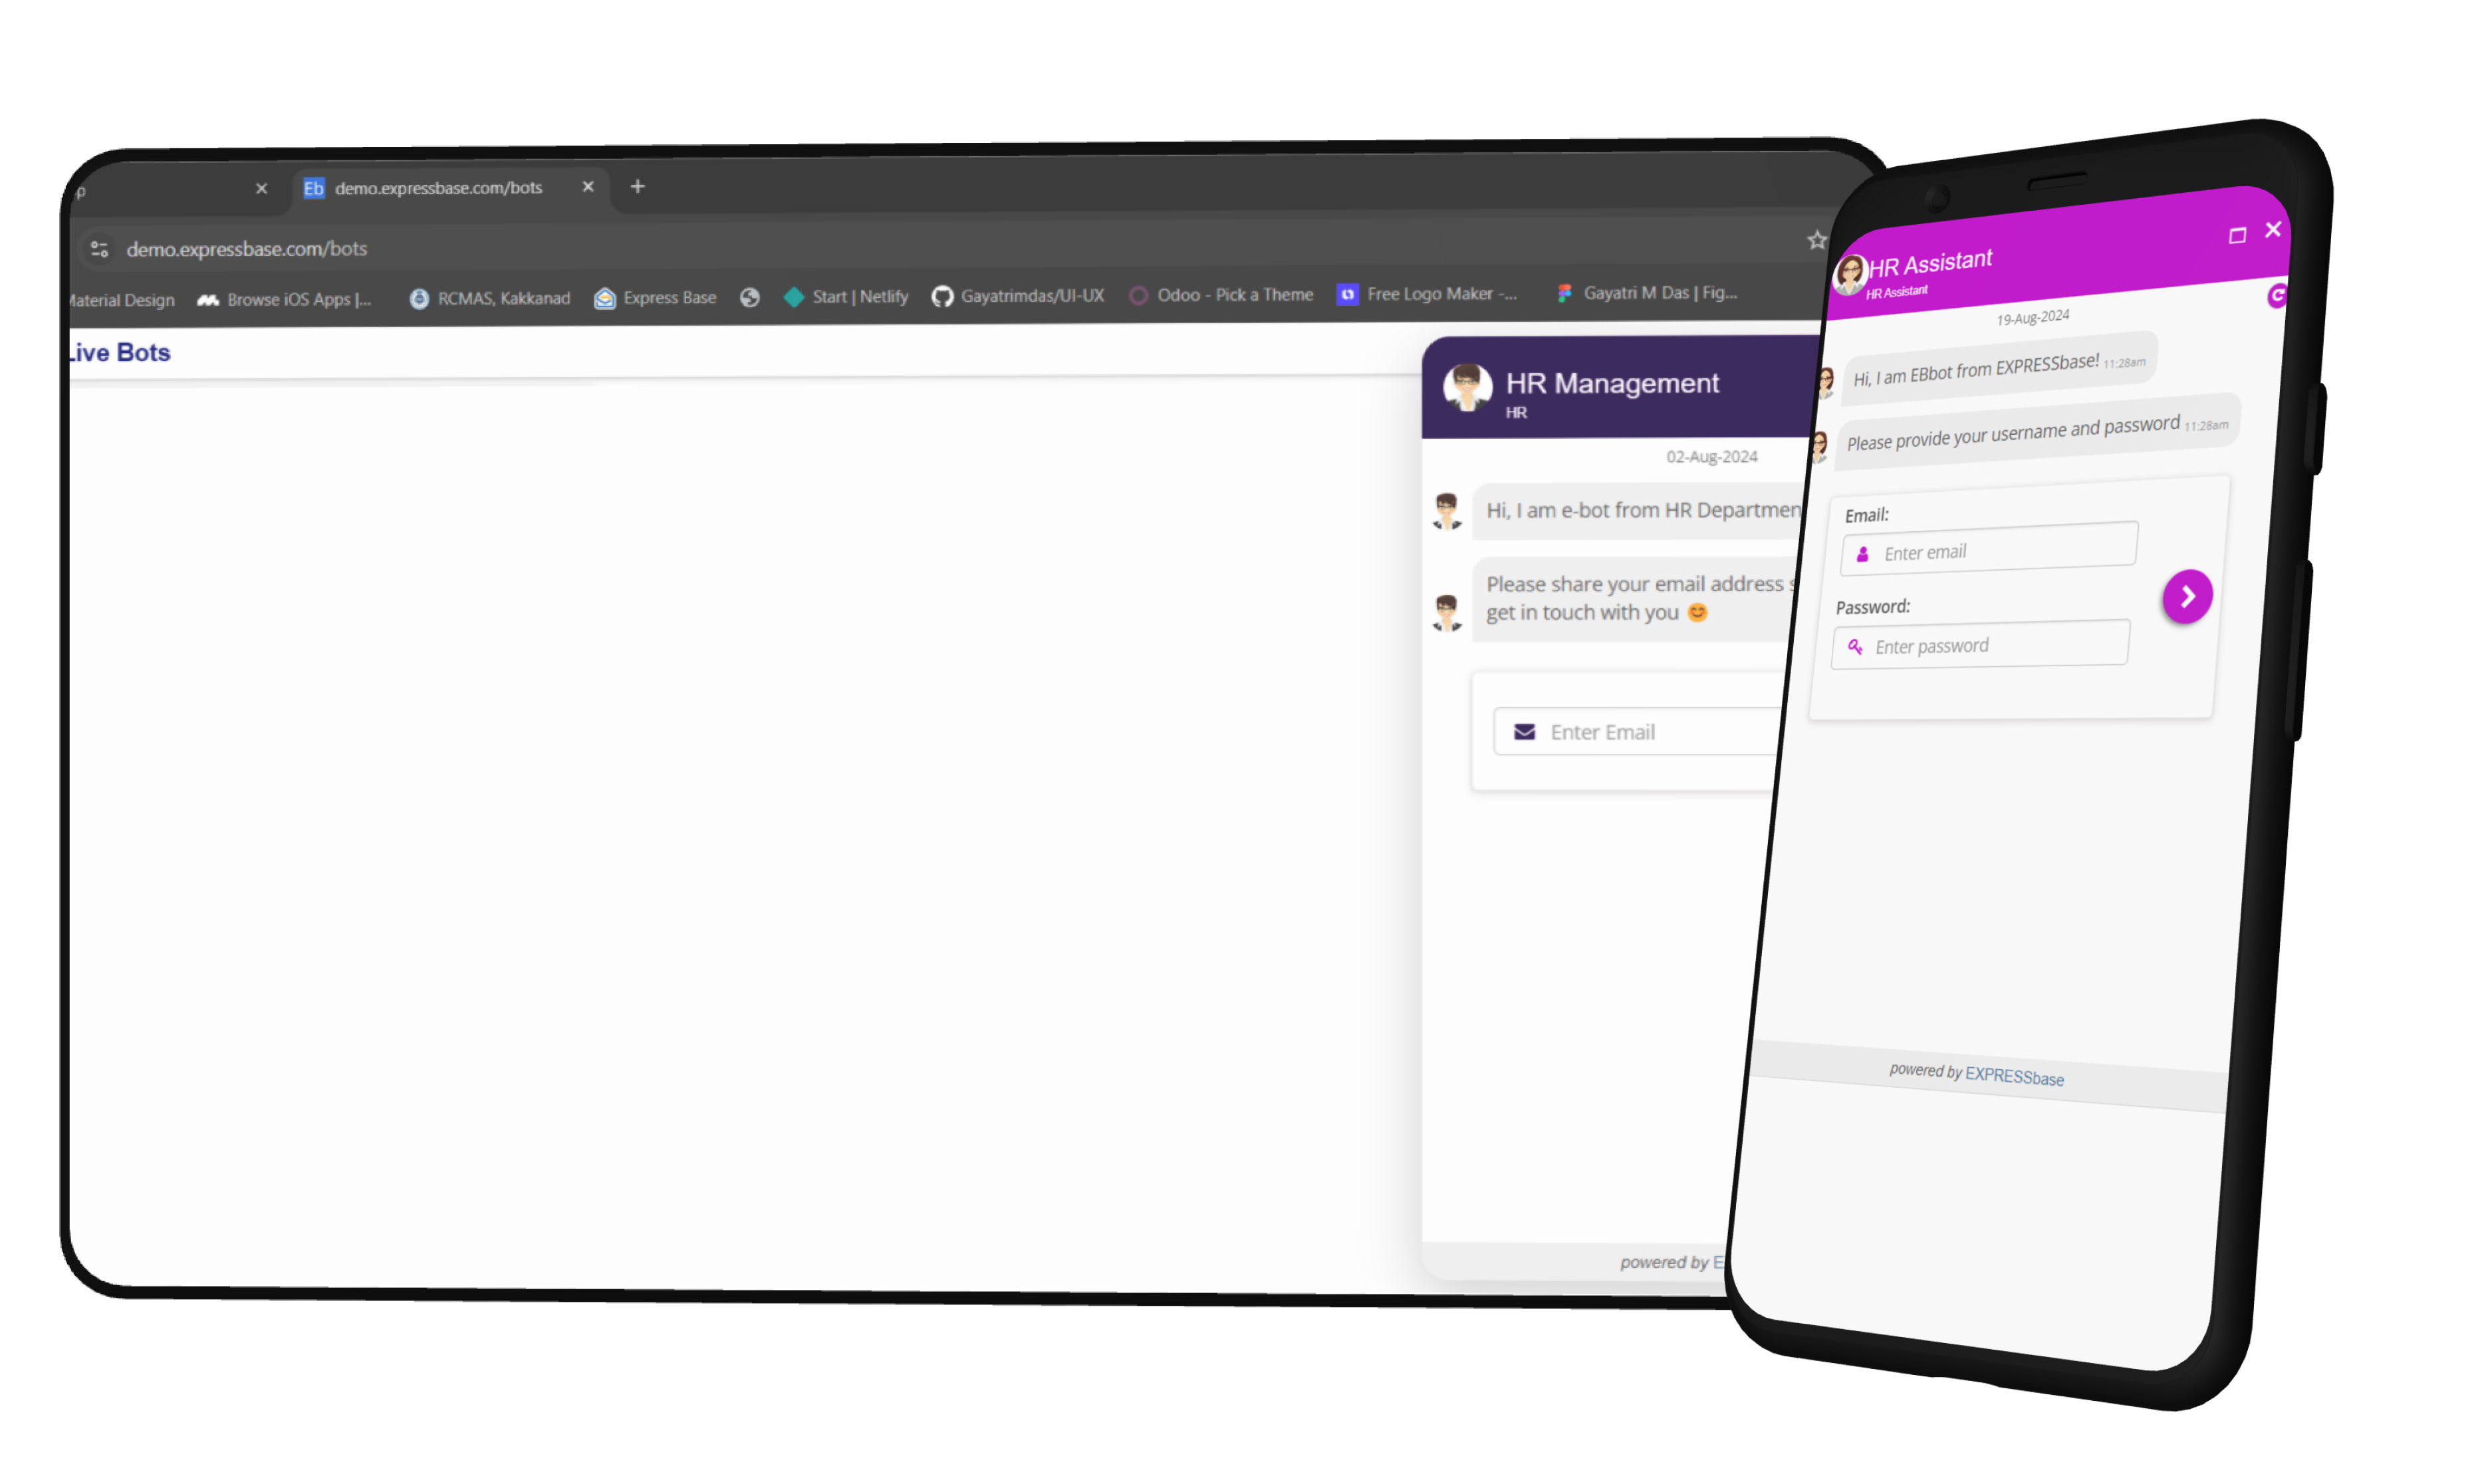 Eb demo.expressbase.com/bots
demo.expressbase.com/bots
Material Design Browse iOS Apps |... RCMAS, Kakkanad Express Base Start | Netlify Gayatrimdas/UI-UX Odoo - Pick a Theme Free Logo Maker -... Gayatri M Das | Fig...
Live Bots
HR Management
HR
02-Aug-2024
Hi, I am e-bot from HR
Please share your email address
get in touch with you 😊
Enter Email
powered by
HR Assistant
HR Assistant
19-Aug-2024
Hi, I am EBbot from EXPRESSbase! 11:28am
Please provide your username and password 11:28am
Email:
Enter email
Password:
Enter password
powered by EXPRESSbase